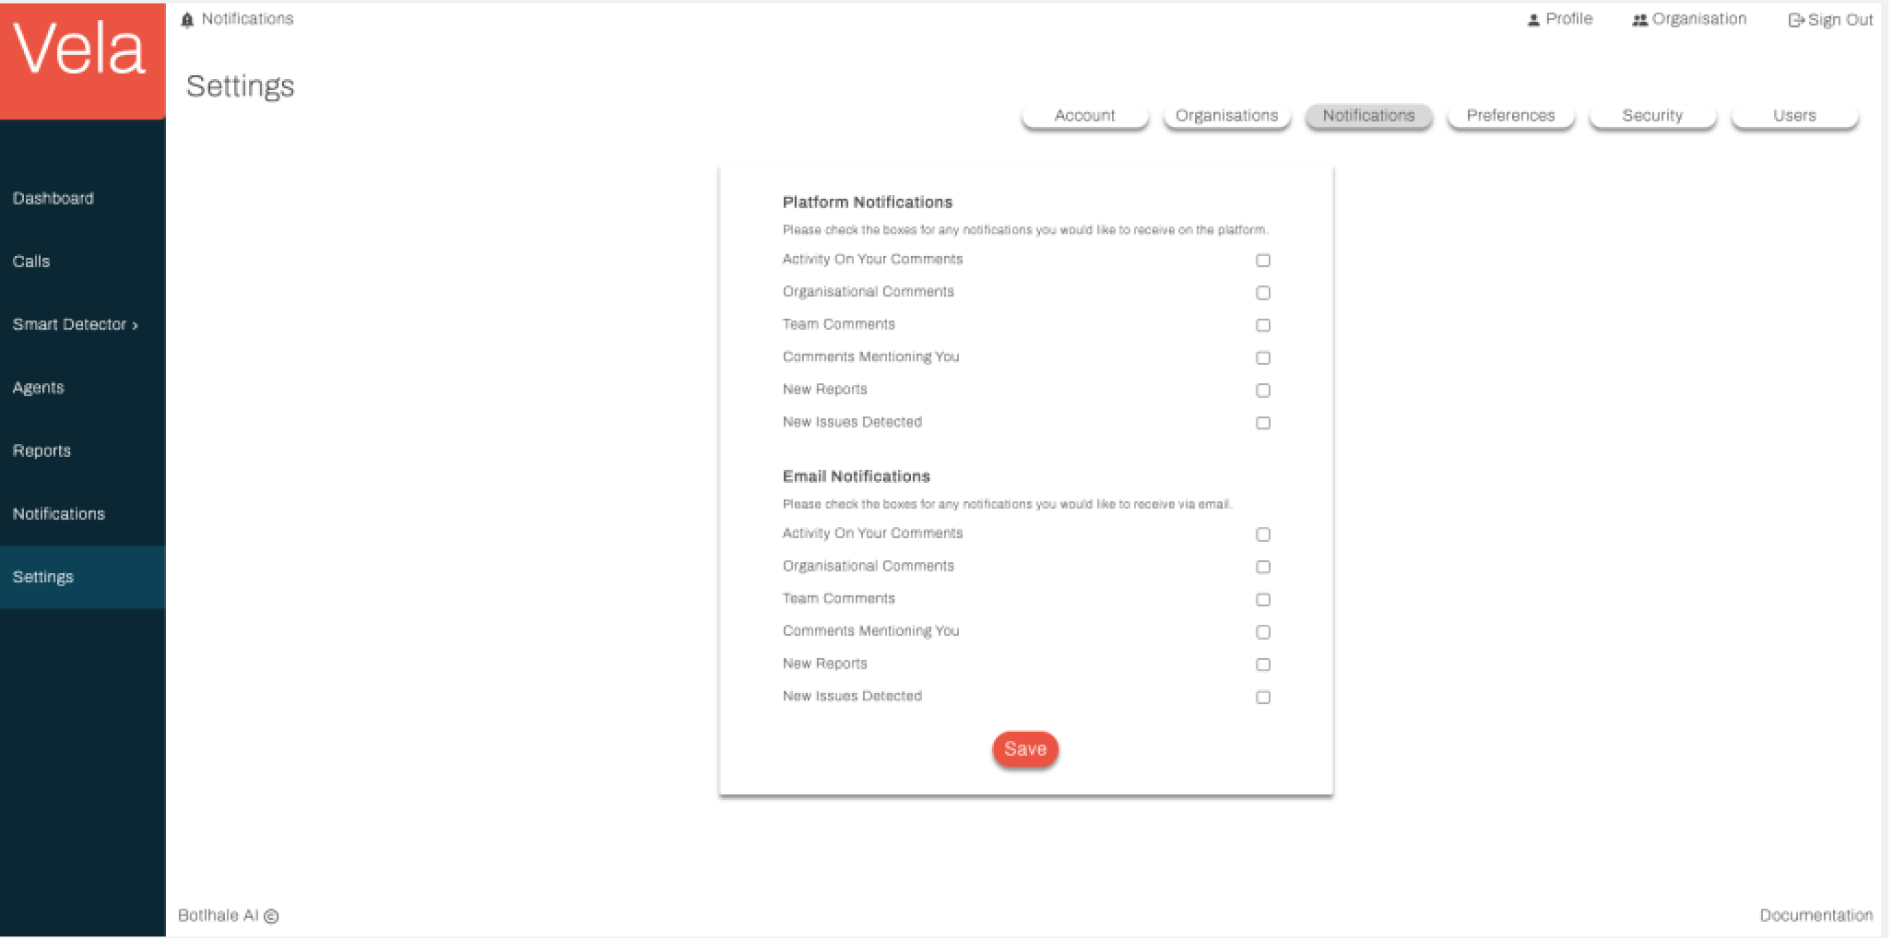 Vela
Notifications
Profile
Organisation
Sign Out
Settings
Account
Organisations
Notifications
Preferences
Security
Users
Dashboard
Calls
Smart Detector >
Agents
Reports
Notifications
Settings
Platform Notifications
Please check the boxes for any notifications you would like to receive on the platform.
Activity On Your Comments
Organisational Comments
Team Comments
Comments Mentioning You
New Reports
New Issues Detected
Email Notifications
Please check the boxes for any notifications you would like to receive via email.
Activity On Your Comments
Organisational Comments
Team Comments
Comments Mentioning You
New Reports
New Issues Detected
Save
Botlhale AI ©
Documentation